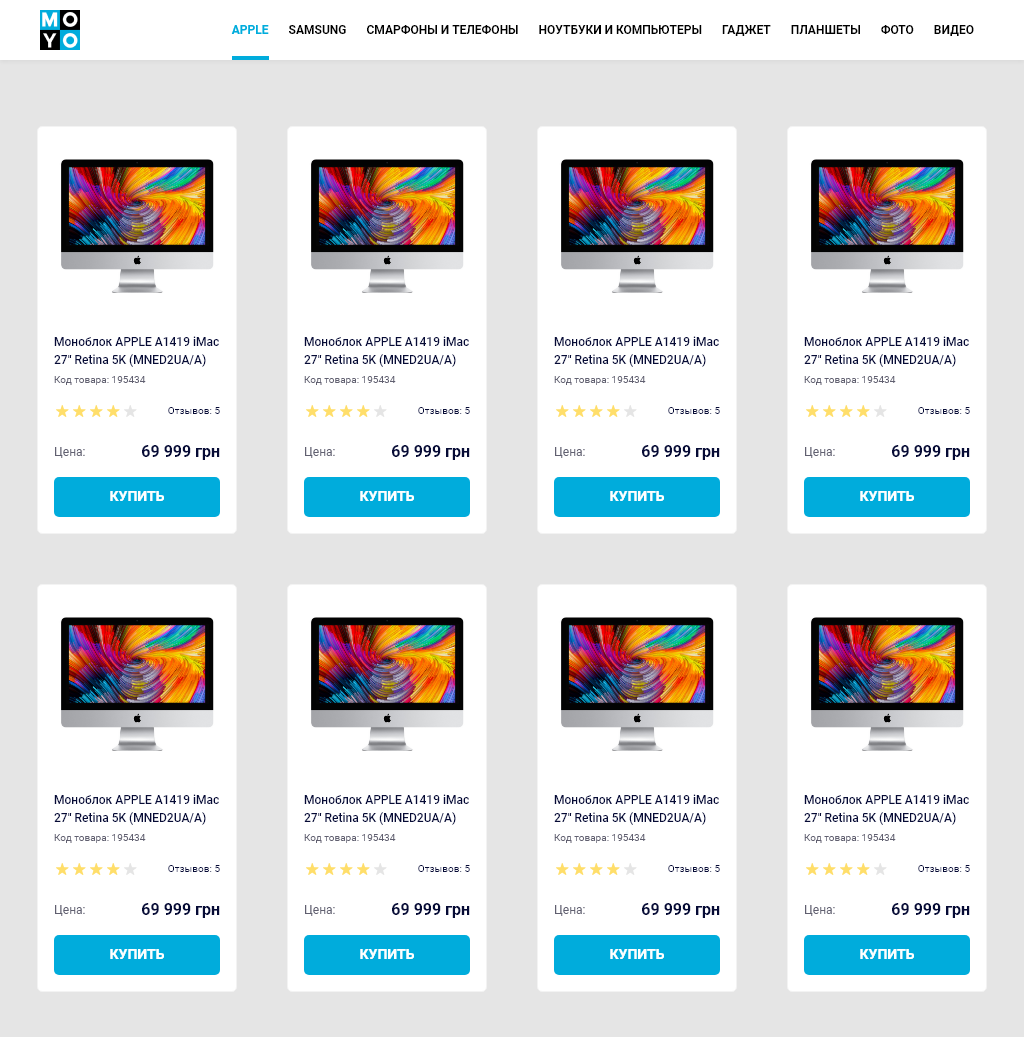 MO
YO
APPLE SAMSUNG СМАРФОНЫ И ТЕЛЕФОНЫ НОУТБУКИ И КОМПЬЮТЕРЫ ГАДЖЕТ ПЛАНШЕТЫ ФОТО ВИДЕО
Моноблок APPLE A1419 iMac
27" Retina 5K (MNED2UA/A)
Код товара: 195434
Отзывов: 5
Цена: 69 999 грн
КУПИТЬ
Моноблок APPLE A1419 iMac
27" Retina 5K (MNED2UA/A)
Код товара: 195434
Отзывов: 5
Цена: 69 999 грн
КУПИТЬ
Моноблок APPLE A1419 iMac
27" Retina 5K (MNED2UA/A)
Код товара: 195434
Отзывов: 5
Цена: 69 999 грн
КУПИТЬ
Моноблок APPLE A1419 iMac
27" Retina 5K (MNED2UA/A)
Код товара: 195434
Отзывов: 5
Цена: 69 999 грн
КУПИТЬ
Моноблок APPLE A1419 iMac
27" Retina 5K (MNED2UA/A)
Код товара: 195434
Отзывов: 5
Цена: 69 999 грн
КУПИТЬ
Моноблок APPLE A1419 iMac
27" Retina 5K (MNED2UA/A)
Код товара: 195434
Отзывов: 5
Цена: 69 999 грн
КУПИТЬ
Моноблок APPLE A1419 iMac
27" Retina 5K (MNED2UA/A)
Код товара: 195434
Отзывов: 5
Цена: 69 999 грн
КУПИТЬ
Моноблок APPLE A1419 iMac
27" Retina 5K (MNED2UA/A)
Код товара: 195434
Отзывов: 5
Цена: 69 999 грн
КУПИТЬ